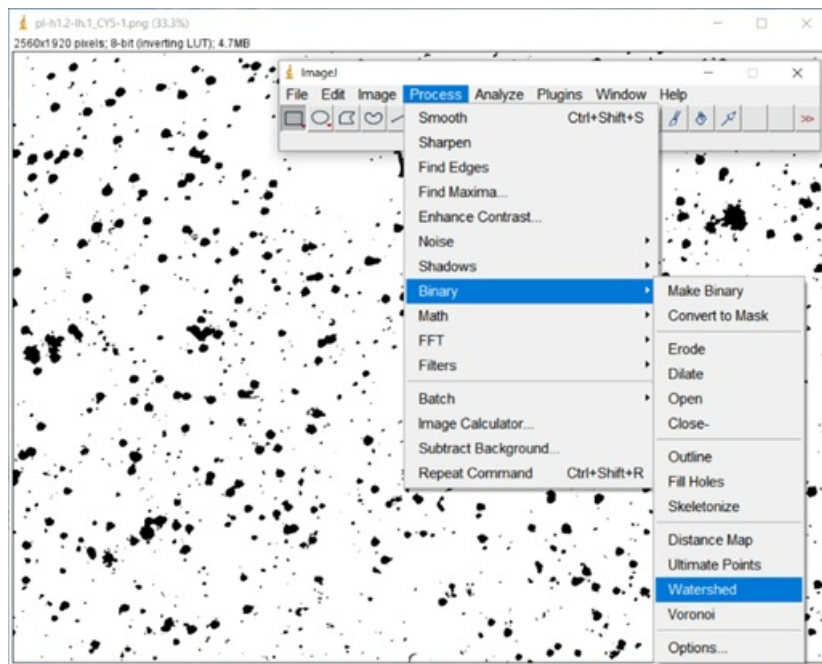 pl-h1.2-lh.1_CY5-1.png (33.3%)
2560x1920 pixels; 8-bit (inverting LUT); 4.7MB
ImageJ
File Edit Image Process Analyze Plugins Window Help
Smooth Ctrl+Shift+S
Sharpen
Find Edges
Find Maxima...
Enhance Contrast...
Noise
Shadows
Binary
Math
FFT
Filters
Batch
Image Calculator...
Subtract Background...
Repeat Command Ctrl+Shift+R
Make Binary
Convert to Mask
Erode
Dilate
Open
Close-
Outline
Fill Holes
Skeletonize
Distance Map
Ultimate Points
Watershed
Voronoi
Options...